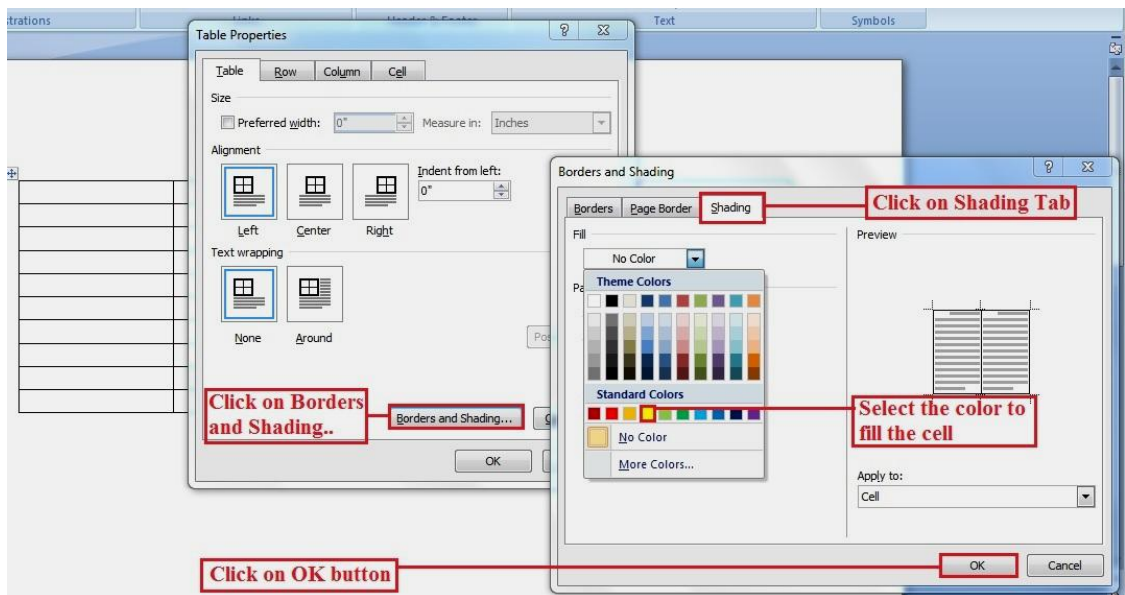 strations
Links
Header & Footer
Text
Symbols
Table Properties
Table
Row
Column
Cell
Size
Preferred width:
0"
Measure in:
Inches
Alignment
Indent from left:
0"
Left
Center
Right
Text wrapping
None
Around
Click on Borders
and Shading..
Borders and Shading...
OK
Borders and Shading
Borders
Page Border
Shading
Click on Shading Tab
Fill
No Color
Theme Colors
Standard Colors
No Color
More Colors...
Preview
Select the color to
fill the cell
Apply to:
Cell
Click on OK button
OK
Cancel